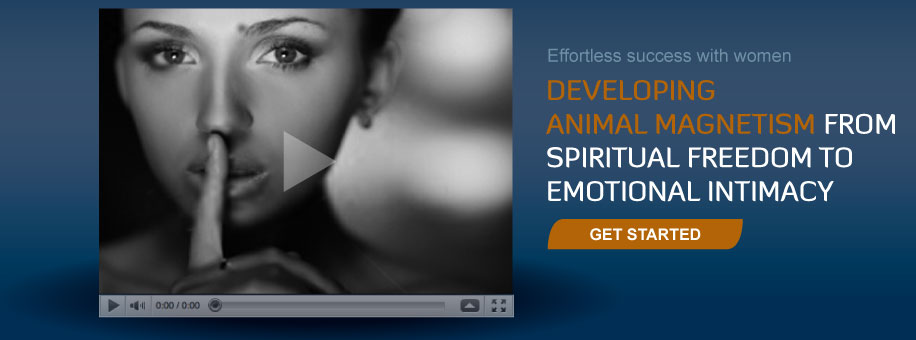 Effortless success with women
DEVELOPING
ANIMAL MAGNETISM FROM
SPIRITUAL FREEDOM TO
EMOTIONAL INTIMACY
GET STARTED
0:00 / 0:00